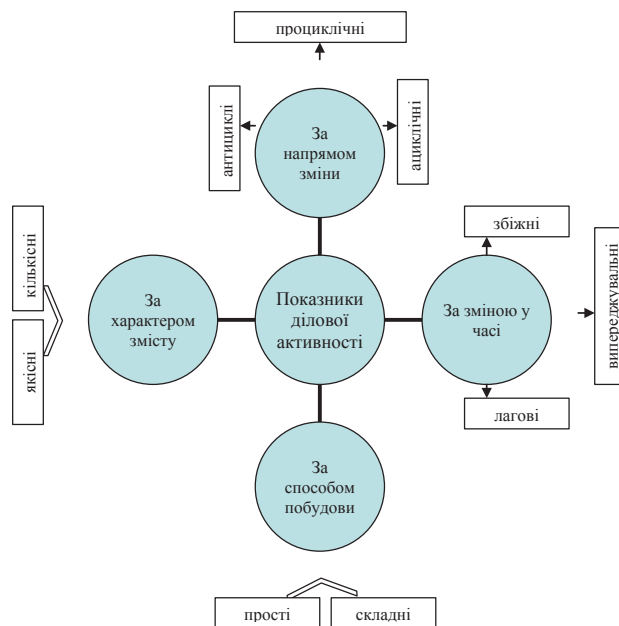 проциклічні
антициклі
За
напрямом
зміни
ациклічні
збіжні
кількісні
якісні
За
характером
змісту
Показники
ділової
активності
За зміною у
часі
випереджувальні
лагові
За
способом
побудови
прості
складні